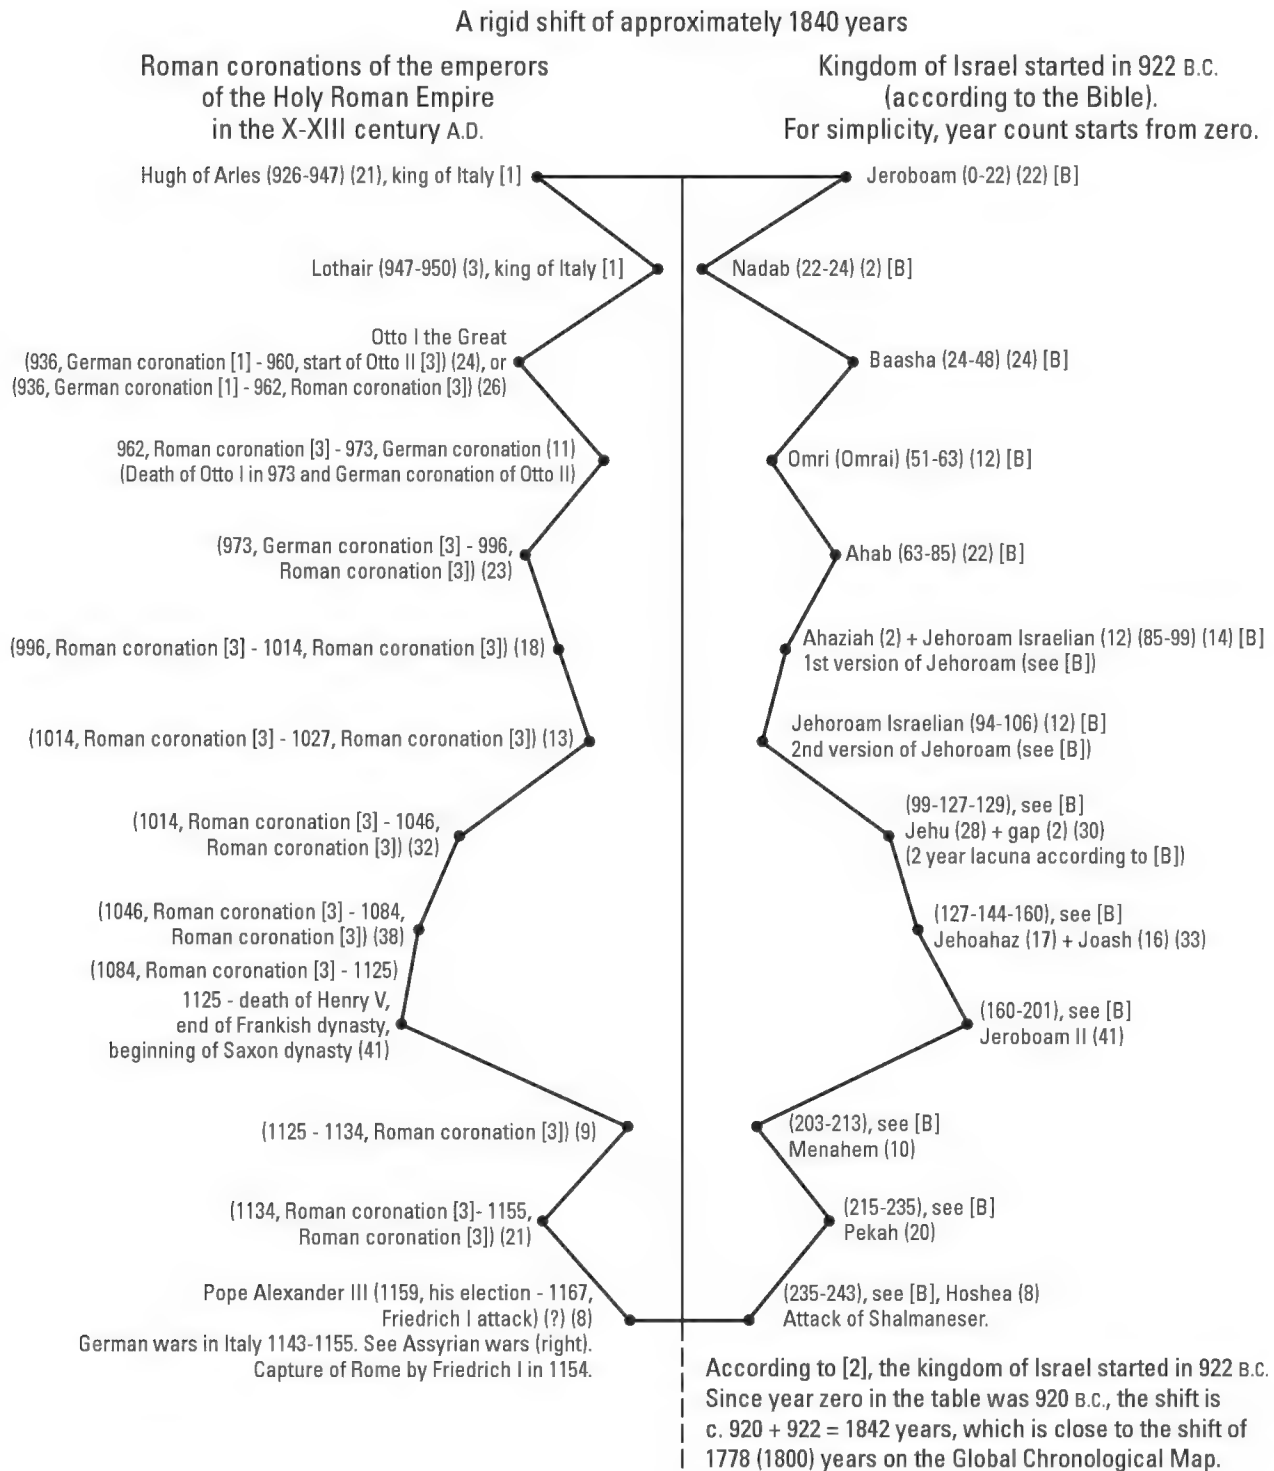 A rigid shift of approximately 1840 years
Roman coronations of the emperors
of the Holy Roman Empire
in the X-XIII century A.D.
Kingdom of Israel started in 922 B.C.
(according to the Bible).
For simplicity, year count starts from zero.
Hugh of Arles (926-947) (21), king of Italy [1]
Jeroboam (0-22) (22) [B]
Lothair (947-950) (3), king of Italy [1]
Nadab (22-24) (2) [B]
Otto I the Great
(936, German coronation [1] - 960, start of Otto II [3]) (24), or
(936, German coronation [1] - 962, Roman coronation [3]) (26)
Baasha (24-48) (24) [B]
962, Roman coronation [3] - 973, German coronation (11)
(Death of Otto I in 973 and German coronation of Otto II)
Omri (Omrai) (51-63) (12) [B]
(973, German coronation [3] - 996,
Roman coronation [3]) (23)
Ahab (63-85) (22) [B]
(996, Roman coronation [3] - 1014, Roman coronation [3]) (18)
Ahaziah (2) + Jehoroam Israelian (12) (85-99) (14) [B]
1st version of Jehoroam (see [B])
(1014, Roman coronation [3] - 1027, Roman coronation [3]) (13)
Jehoroam Israelian (94-106) (12) [B]
2nd version of Jehoroam (see [B])
(1014, Roman coronation [3] - 1046,
Roman coronation [3]) (32)
(99-127-129), see [B]
Jehu (28) + gap (2) (30)
(2 year lacuna according to [B])
(1046, Roman coronation [3] - 1084,
Roman coronation [3]) (38)
(127-144-160), see [B]
Jehoahaz (17) + Joash (16) (33)
(1084, Roman coronation [3] - 1125)
1125 - death of Henry V,
end of Frankish dynasty,
beginning of Saxon dynasty (41)
(160-201), see [B]
Jeroboam II (41)
(1125 - 1134, Roman coronation [3]) (9)
(203-213), see [B]
Menahem (10)
(1134, Roman coronation [3]- 1155,
Roman coronation [3]) (21)
(215-235), see [B]
Pekah (20)
Pope Alexander III (1159, his election - 1167,
Friedrich I attack) (?) (8)
German wars in Italy 1143-1155. See Assyrian wars (right).
Capture of Rome by Friedrich I in 1154.
(235-243), see [B], Hoshea (8)
Attack of Shalmaneser.
According to [2], the kingdom of Israel started in 922 B.C.
Since year zero in the table was 920 B.C., the shift is
c. 920 + 922 = 1842 years, which is close to the shift of
1778 (1800) years on the Global Chronological Map.